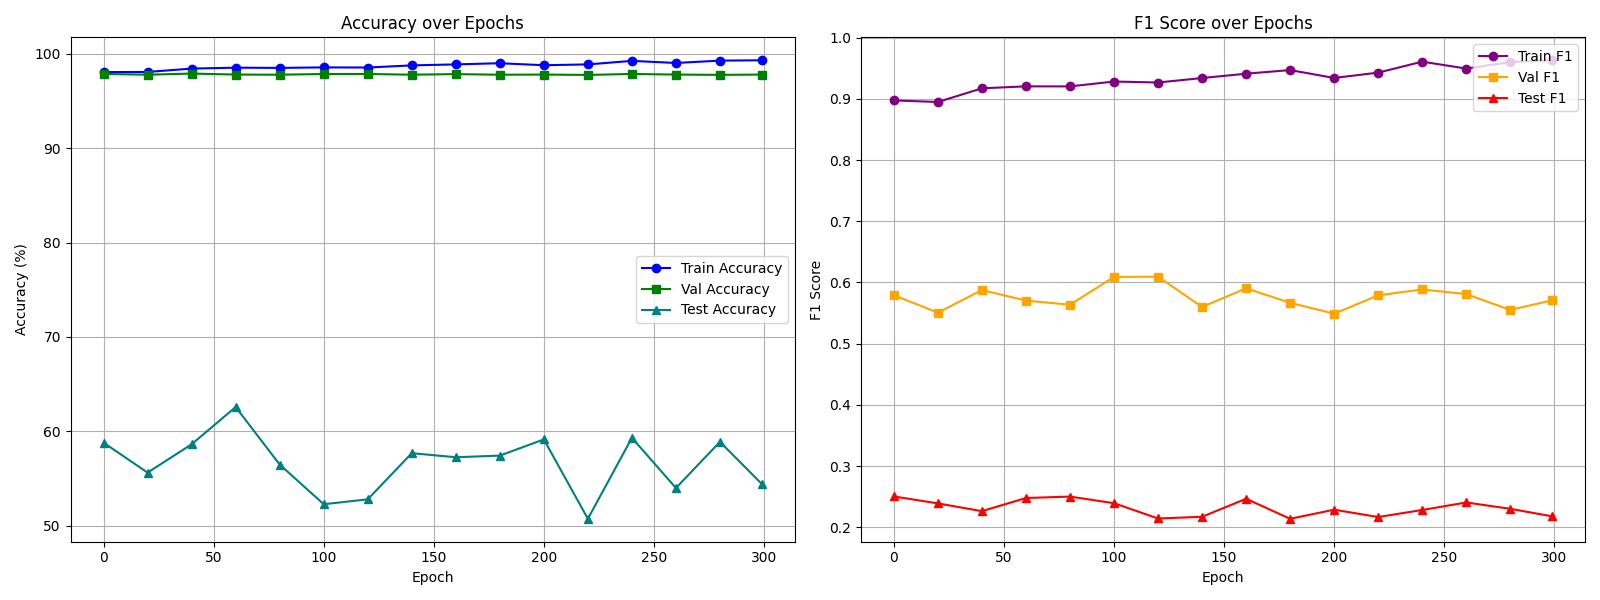 Accuracy over Epochs
100
90
80
70
60
50
Accuracy (%)
Train Accuracy
Val Accuracy
Test Accuracy
0 50 100 150 200 250 300
Epoch
F1 Score over Epochs
1.0
0.9
0.8
0.7
0.6
0.5
0.4
0.3
0.2
F1 Score
Train F1
Val F1
Test F1
0 50 100 150 200 250 300
Epoch